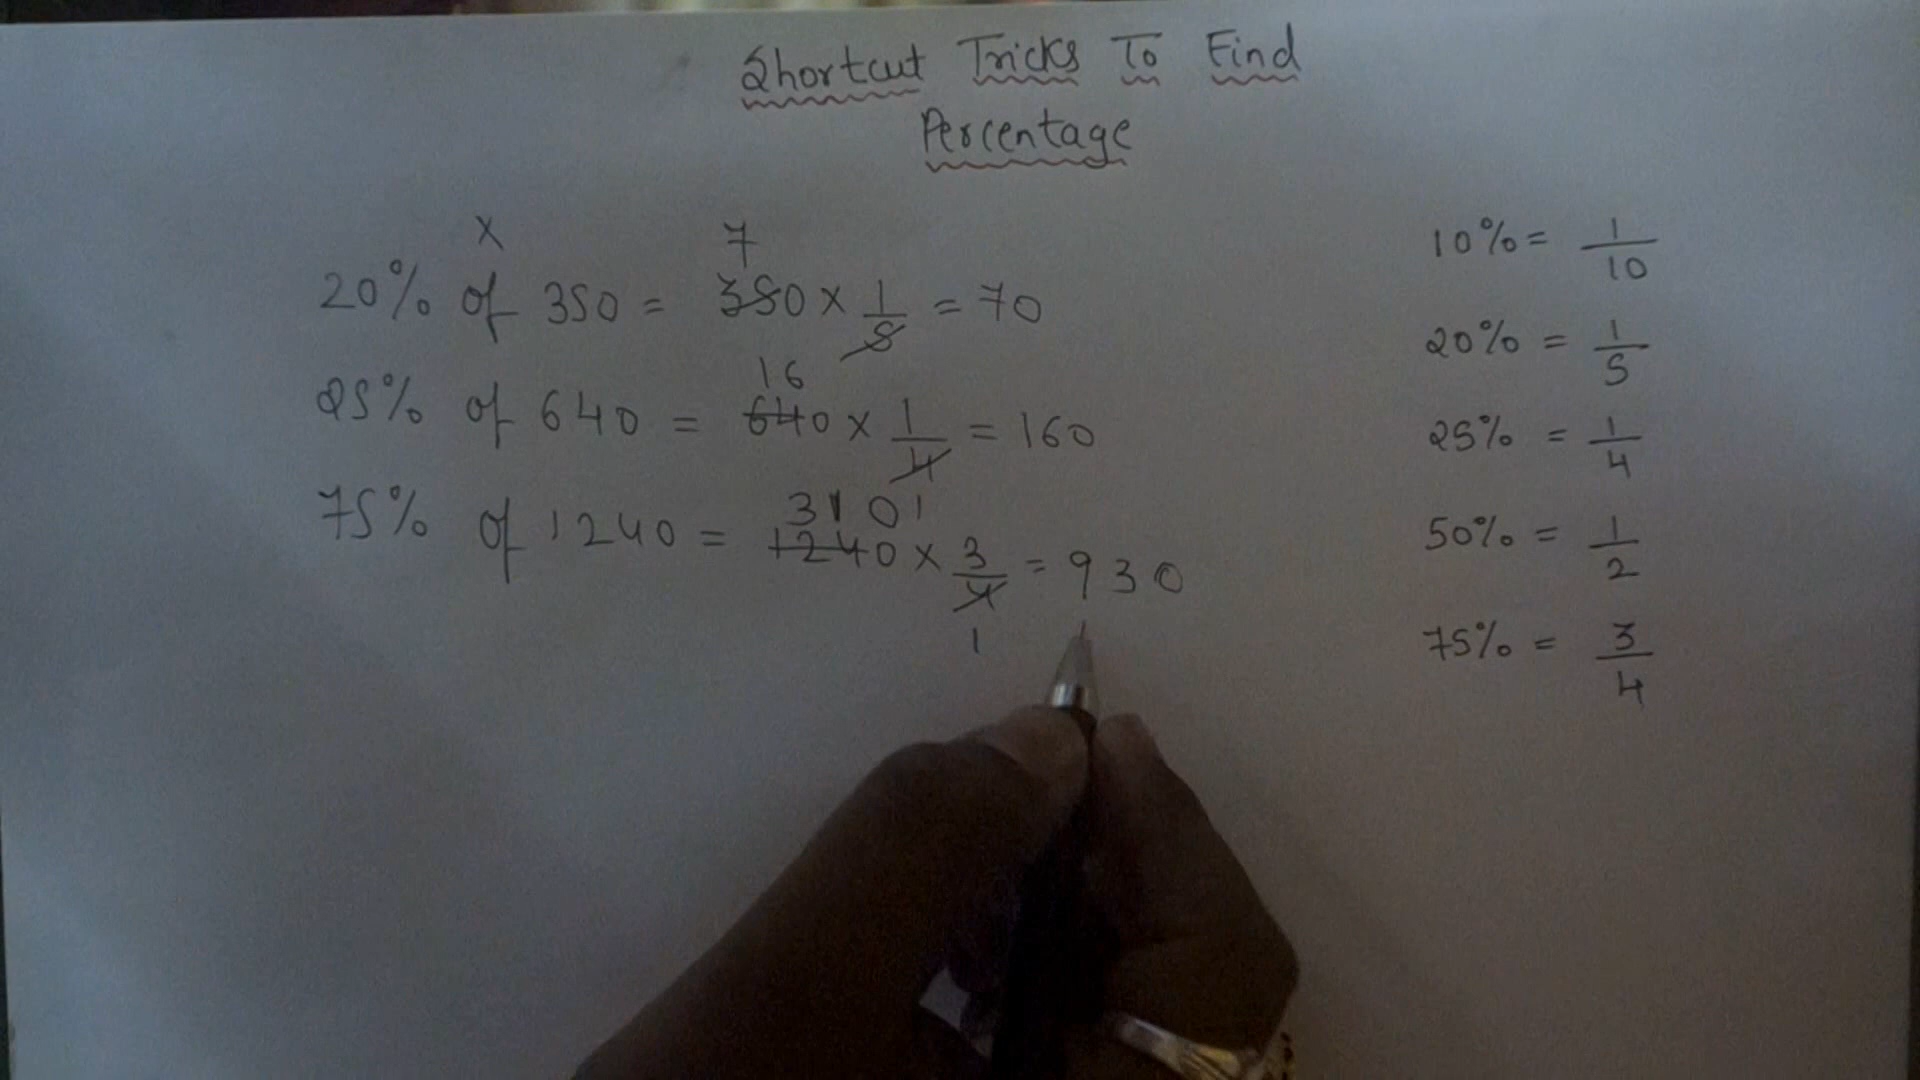 Shortcut Tricks To Find
Percentage
x
7
20% of 350 = 350 x 1/5 = 70
16
25% of 640 = 640 x 1/4 = 160
3101
75% of 1240 = 1240 x 3/4 = 930
1
10% = 1/10
20% = 1/5
25% = 1/4
50% = 1/2
75% = 3/4